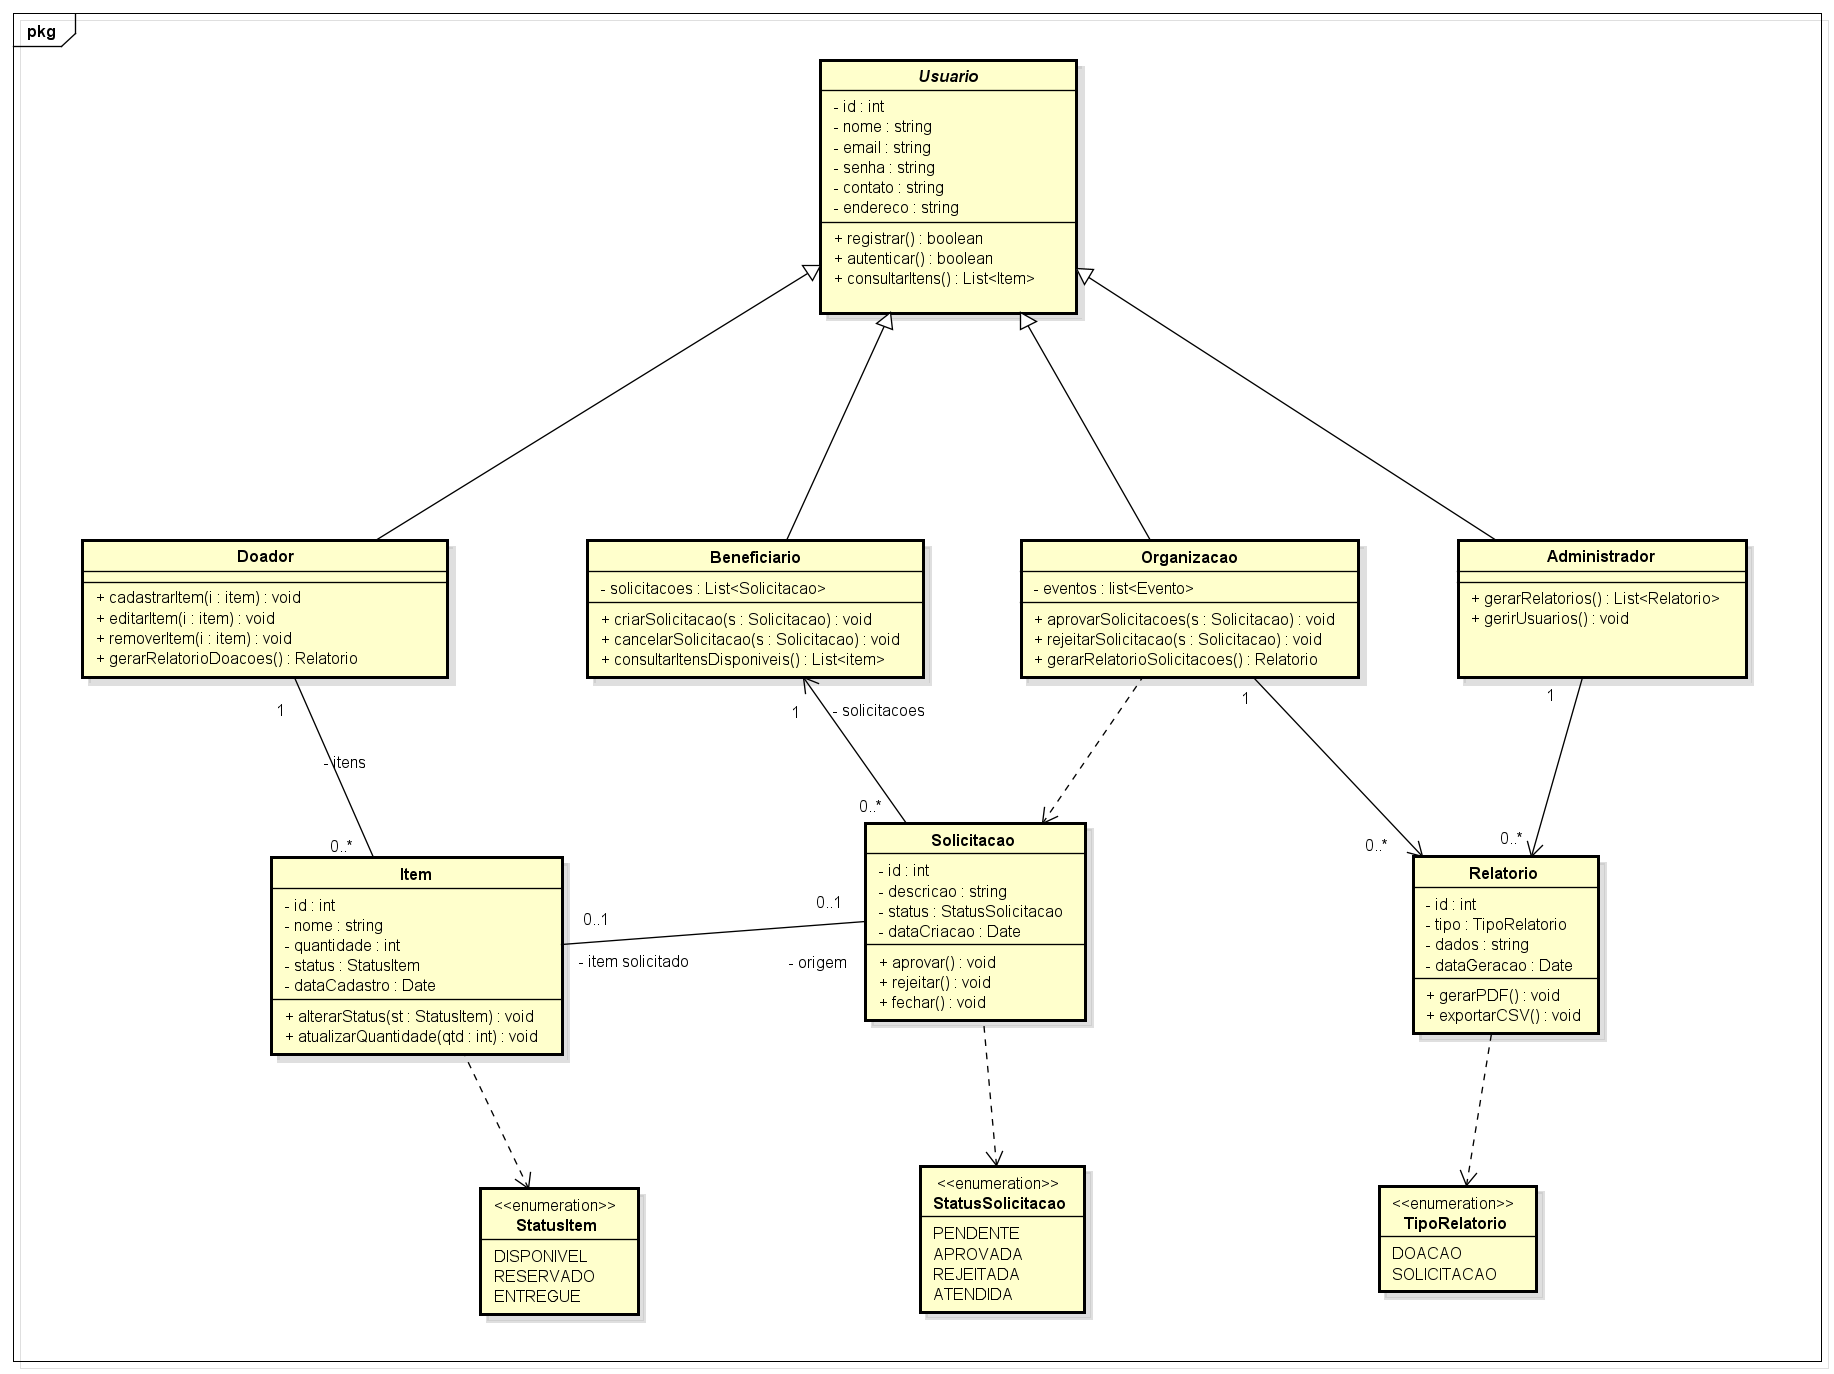 pkg
Usuario
- id : int
- nome : string
- email : string
- senha : string
- contato : string
- endereco : string
+ registrar() : boolean
+ autenticar() : boolean
+ consultarItens() : List<Item>
Doador
+ cadastrarItem(i : item) : void
+ editarItem(i : item) : void
+ removerItem(i : item) : void
+ gerarRelatorioDoacoes() : Relatorio
Beneficiario
- solicitacoes : List<Solicitacao>
+ criarSolicitacao(s : Solicitacao) : void
+ cancelarSolicitacao(s : Solicitacao) : void
+ consultarItensDisponiveis() : List<item>
Organizacao
- eventos : list<Evento>
+ aprovarSolicitacoes(s : Solicitacao) : void
+ rejeitarSolicitacao(s : Solicitacao) : void
+ gerarRelatorioSolicitacoes() : Relatorio
Administrador
+ gerarRelatorios() : List<Relatorio>
+ gerirUsuarios() : void
1
- itens
0..*
1
- solicitacoes
0..*
1
0..*
1
0..*
Item
- id : int
- nome : string
- quantidade : int
- status : StatusItem
- dataCadastro : Date
+ alterarStatus(st : StatusItem) : void
+ atualizarQuantidade(qtd : int) : void
0..1
- item solicitado
0..1
- origem
Solicitacao
- id : int
- descricao : string
- status : StatusSolicitacao
- dataCriacao : Date
+ aprovar() : void
+ rejeitar() : void
+ fechar() : void
Relatorio
- id : int
- tipo : TipoRelatorio
- dados : string
- dataGeracao : Date
+ gerarPDF() : void
+ exportarCSV() : void
<<enumeration>>
StatusItem
DISPONIVEL
RESERVADO
ENTREGUE
<<enumeration>>
StatusSolicitacao
PENDENTE
APROVADA
REJEITADA
ATENDIDA
<<enumeration>>
TipoRelatorio
DOACAO
SOLICITACAO